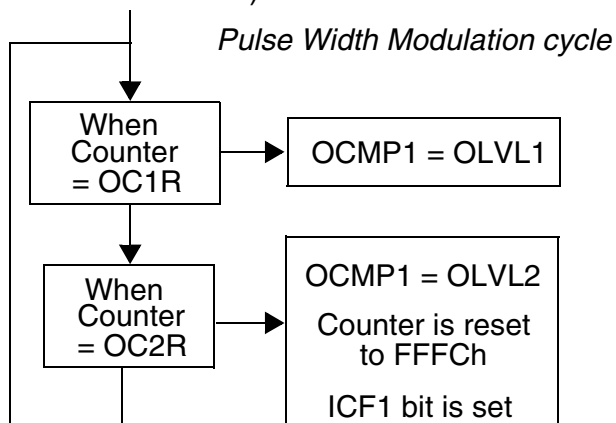 )
Pulse Width Modulation cycle
When
Counter
= OC1R
OCMP1 = OLVL1
When
Counter
= OC2R
OCMP1 = OLVL2
Counter is reset
to FFFCh
ICF1 bit is set